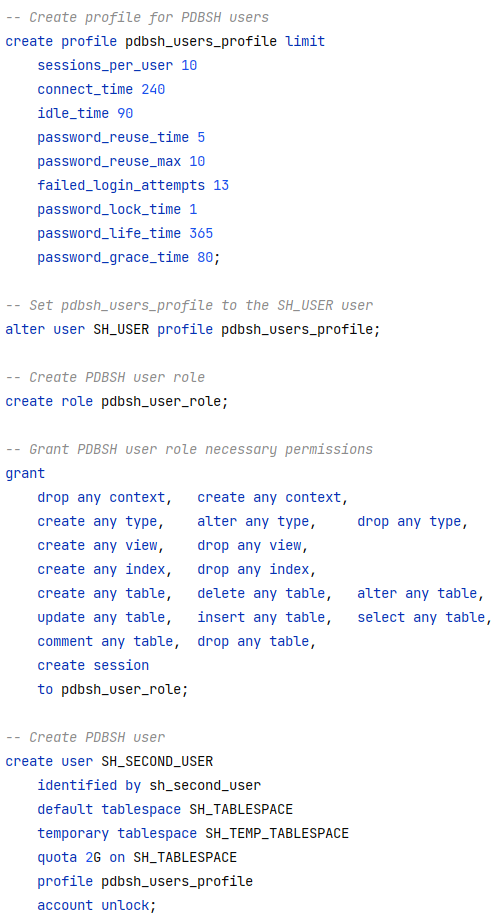 -- Create profile for PDBSH users
create profile pdbsh_users_profile limit
    sessions_per_user 10
    connect_time 240
    idle_time 90
    password_reuse_time 5
    password_reuse_max 10
    failed_login_attempts 13
    password_lock_time 1
    password_life_time 365
    password_grace_time 80;

-- Set pdbsh_users_profile to the SH_USER user
alter user SH_USER profile pdbsh_users_profile;

-- Create PDBSH user role
create role pdbsh_user_role;

-- Grant PDBSH user role necessary permissions
grant
    drop any context,   create any context,
    create any type,    alter any type,     drop any type,
    create any view,    drop any view,
    create any index,   drop any index,
    create any table,   delete any table,   alter any table,
    update any table,   insert any table,   select any table,
    comment any table,  drop any table,
    create session
    to pdbsh_user_role;

-- Create PDBSH user
create user SH_SECOND_USER
    identified by sh_second_user
    default tablespace SH_TABLESPACE
    temporary tablespace SH_TEMP_TABLESPACE
    quota 2G on SH_TABLESPACE
    profile pdbsh_users_profile
    account unlock;